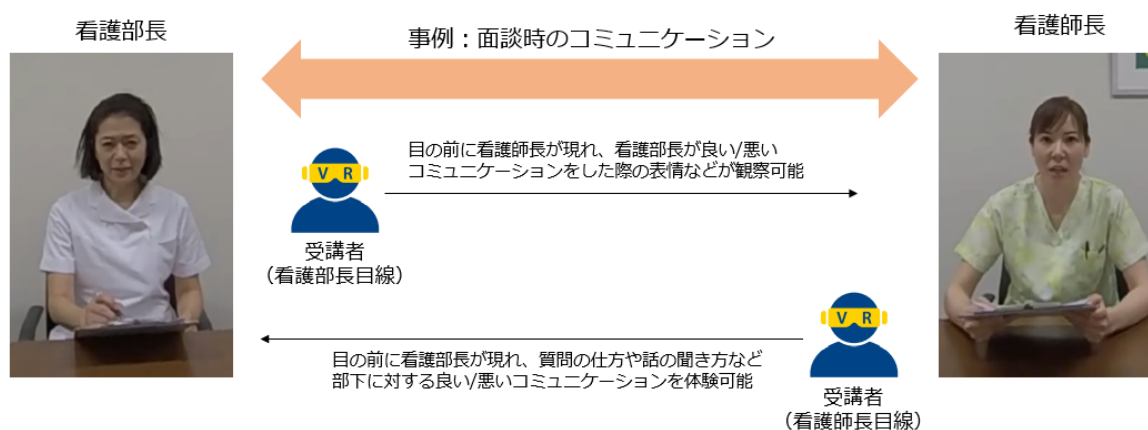 看護部長
事例：面談時のコミュニケーション
看護師長
目の前に看護師長が現れ、看護部長が良い/悪い
コミュニケーションをした際の表情などが観察可能
V R
受講者
（看護部長目線）
V R
目の前に看護部長が現れ、質問の仕方や話の聞き方など
部下に対する良い/悪いコミュニケーションを体験可能
受講者
（看護師長目線）